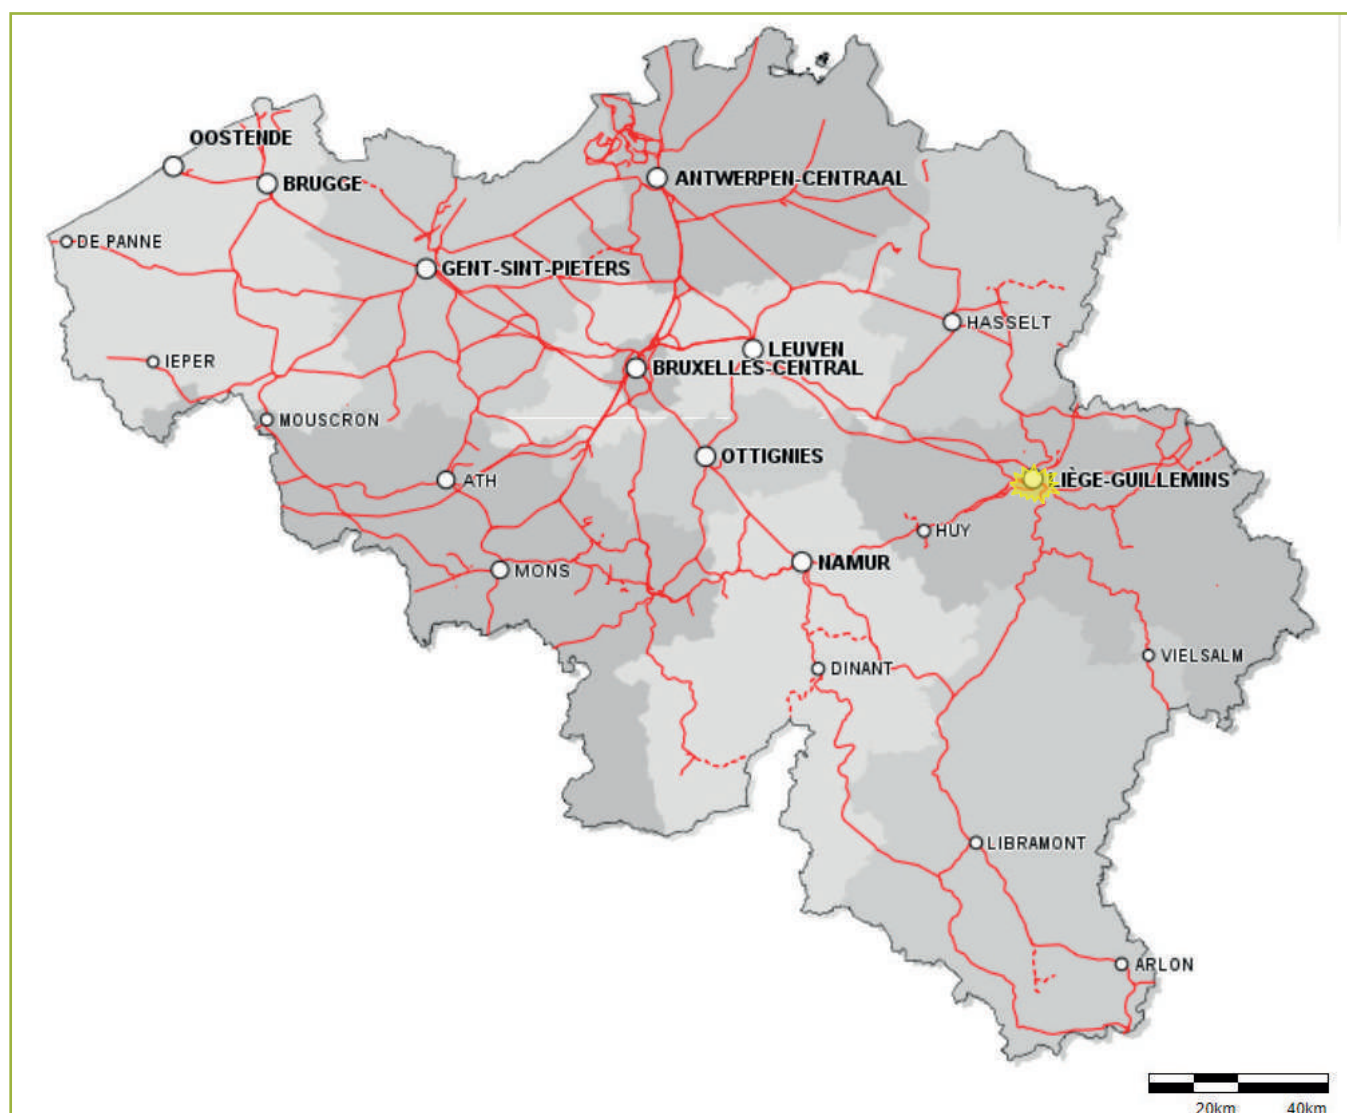 OOSTENDE
BRUGGE
ANTWERPEN-CENTRAAL
DE PANNE
GENT-SINT-PIETERS
HASSELT
LEUVEN
IEPER
BRUXELLES-CENTRAL
MOUSCRON
OTTIGNIES
ATH
LIÈGE-GUILLEMINS
HUY
NAMUR
MONS
VIELSALM
DINANT
LIBRAMONT
ARLON
20km 40km